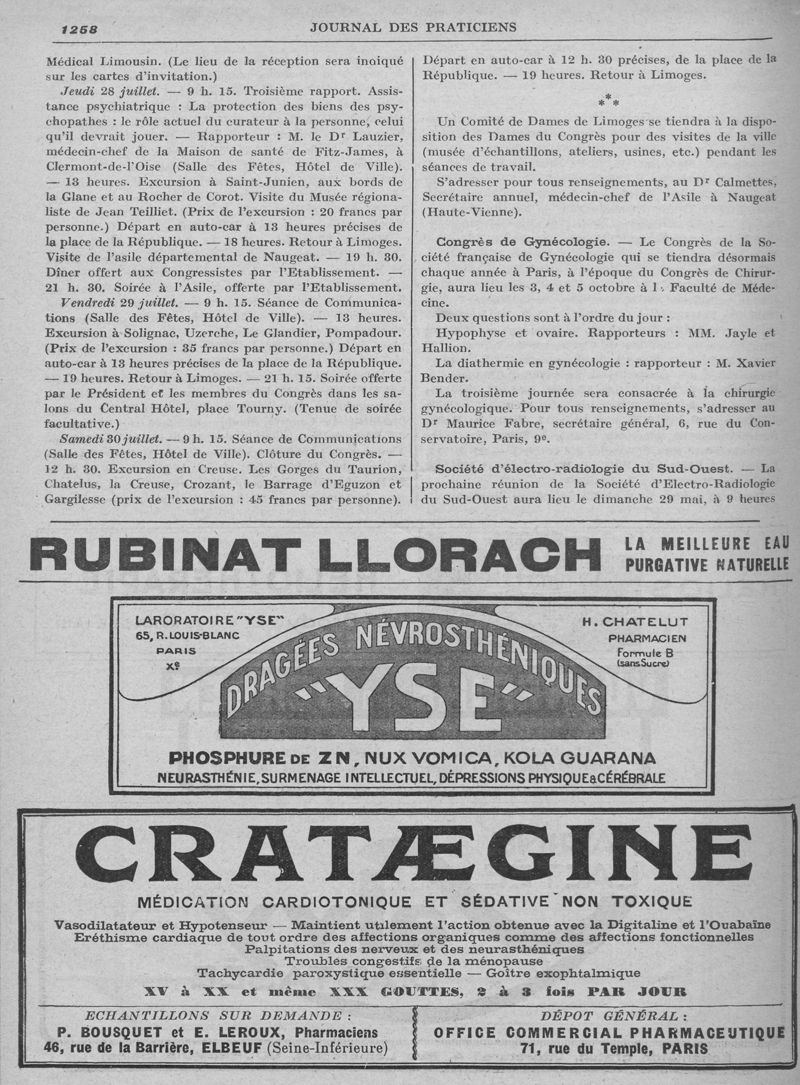 1258
JOURNAL DES PRATICIENS
Médical Limousin. (Le lieu de la réception sera inoiqué
sur les cartes d'invitation.)
Jeudi 28 juillet. — 9 h. 15. Troisième rapport. Assis-
tance psychiatrique : La protection des biens des psy-
chopathes : le rôle actuel du curateur à la personne, celui
qu'il devrait jouer. — Rapporteur : M. le Dr Lauzier,
médecin-chef de la Maison de santé de Fitz-James, à
Clermont-de-l'Oise (Salle des Fêtes, Hôtel de Ville).
— 13 heures. Excursion à Saint-Junien, aux bords de
la Glane et au Rocher de Corot. Visite du Musée régiona-
liste de Jean Teilliet. (Prix de l'excursion : 20 francs par
personne.) Départ en auto-car à 13 heures précises de
la place de la République. — 18 heures. Retour à Limoges.
Visite de l'asile départemental de Naugeat. — 19 h. 30.
Dîner offert aux Congressistes par l'Etablissement. —
21 h. 30. Soirée à l'Asile, offerte par l'Etablissement.
Vendredi 29 juillet. — 9 h. 15. Séance de Communica-
tions (Salle des Fêtes, Hôtel de Ville). — 13 heures.
Excursion à Solignac, Uzerche, Le Glandier, Pompadour.
(Prix de l'excursion : 35 francs par personne.) Départ en
auto-car à 13 heures précises de la place de la République.
— 19 heures. Retour à Limoges. — 21 h. 15. Soirée offerte
par le Président et les membres du Congrès dans les sa-
lons du Central Hôtel, place Tourny. (Tenue de soirée
facultative.)
Samedi 30 juillet. — 9 h. 15. Séance de Communications
(Salle des Fêtes, Hôtel de Ville). Clôture du Congrès. —
12 h. 30. Excursion en Creuse. Les Gorges du Taurion,
Chatelus, la Creuse, Crozant, le Barrage d'Eguzon et
Gargilesse (prix de l'excursion : 45 francs par personne).
Départ en auto-car à 12 h. 30 précises, de la place de la
République. — 19 heures. Retour à Limoges.
*
* *
Un Comité de Dames de Limoges se tiendra à la dispo-
sition des Dames du Congrès pour des visites de la ville
(musée d'échantillons, ateliers, usines, etc.) pendant les
séances de travail.
S'adresser pour tous renseignements, au Dr Calmettes,
Secrétaire annuel, médecin-chef de l'Asile à Naugeat
(Haute-Vienne).
Congrès de Gynécologie. — Le Congrès de la So-
ciété française de Gynécologie qui se tiendra désormais
chaque année à Paris, à l'époque du Congrès de Chirur-
gie, aura lieu les 3, 4 et 5 octobre à l. Faculté de Méde-
cine.
Deux questions sont à l'ordre du jour :
Hypophyse et ovaire. Rapporteurs : MM. Jayle et
Hallion.
La diathermie en gynécologie : rapporteur : M. Xavier
Bender.
La troisième journée sera consacrée à la chirurgie
gynécologique. Pour tous renseignements, s'adresser au
Dr Maurice Fabre, secrétaire général, 6, rue du Con-
servatoire, Paris, 9e.
Société d'électro-radiologie du Sud-Ouest. — La
prochaine réunion de la Société d'Electro-Radiologie
du Sud-Ouest aura lieu le dimanche 29 mai, à 9 heures
RUBINAT LLORACH LA MEILLEURE EAU
PURGATIVE NATURELLE
LARORATOIRE "YSE"
65, R. LOUIS-BLANC
PARIS
Xe
H. CHATELUT
PHARMACIEN
Formule B
(sans Sucre)
DRAGÉES NÉVROSTHÉNIQUES
"YSE"
PHOSPHURE DE ZN, NUX VOMICA, KOLA GUARANA
NEURASTHÉNIE, SURMENAGE INTELLECTUEL, DÉPRESSIONS PHYSIQUE & CÉRÉBRALE
CRATÆGINE
MÉDICATION CARDIOTONIQUE ET SÉDATIVE NON TOXIQUE
Vasodilatateur et Hypotenseur — Maintient utilement l'action obtenue avec la Digitaline et l'Ouabaïne
Eréthisme cardiaque de tout ordre des affections organiques comme des affections fonctionnelles
Palpitations des nerveux et des neurasthéniques
Troubles congestifs de la ménopause
Tachycardie paroxystique essentielle — Goître exophtalmique
XV à XX et même XXX GOUTTES, 2 à 3 fois PAR JOUR
ECHANTILLONS SUR DEMANDE :
P. BOUSQUET et E. LEROUX, Pharmaciens
46, rue de la Barrière, ELBEUF (Seine-Inférieure)
DÉPOT GÉNÉRAL :
OFFICE COMMERCIAL PHARMACEUTIQUE
71, rue du Temple, PARIS